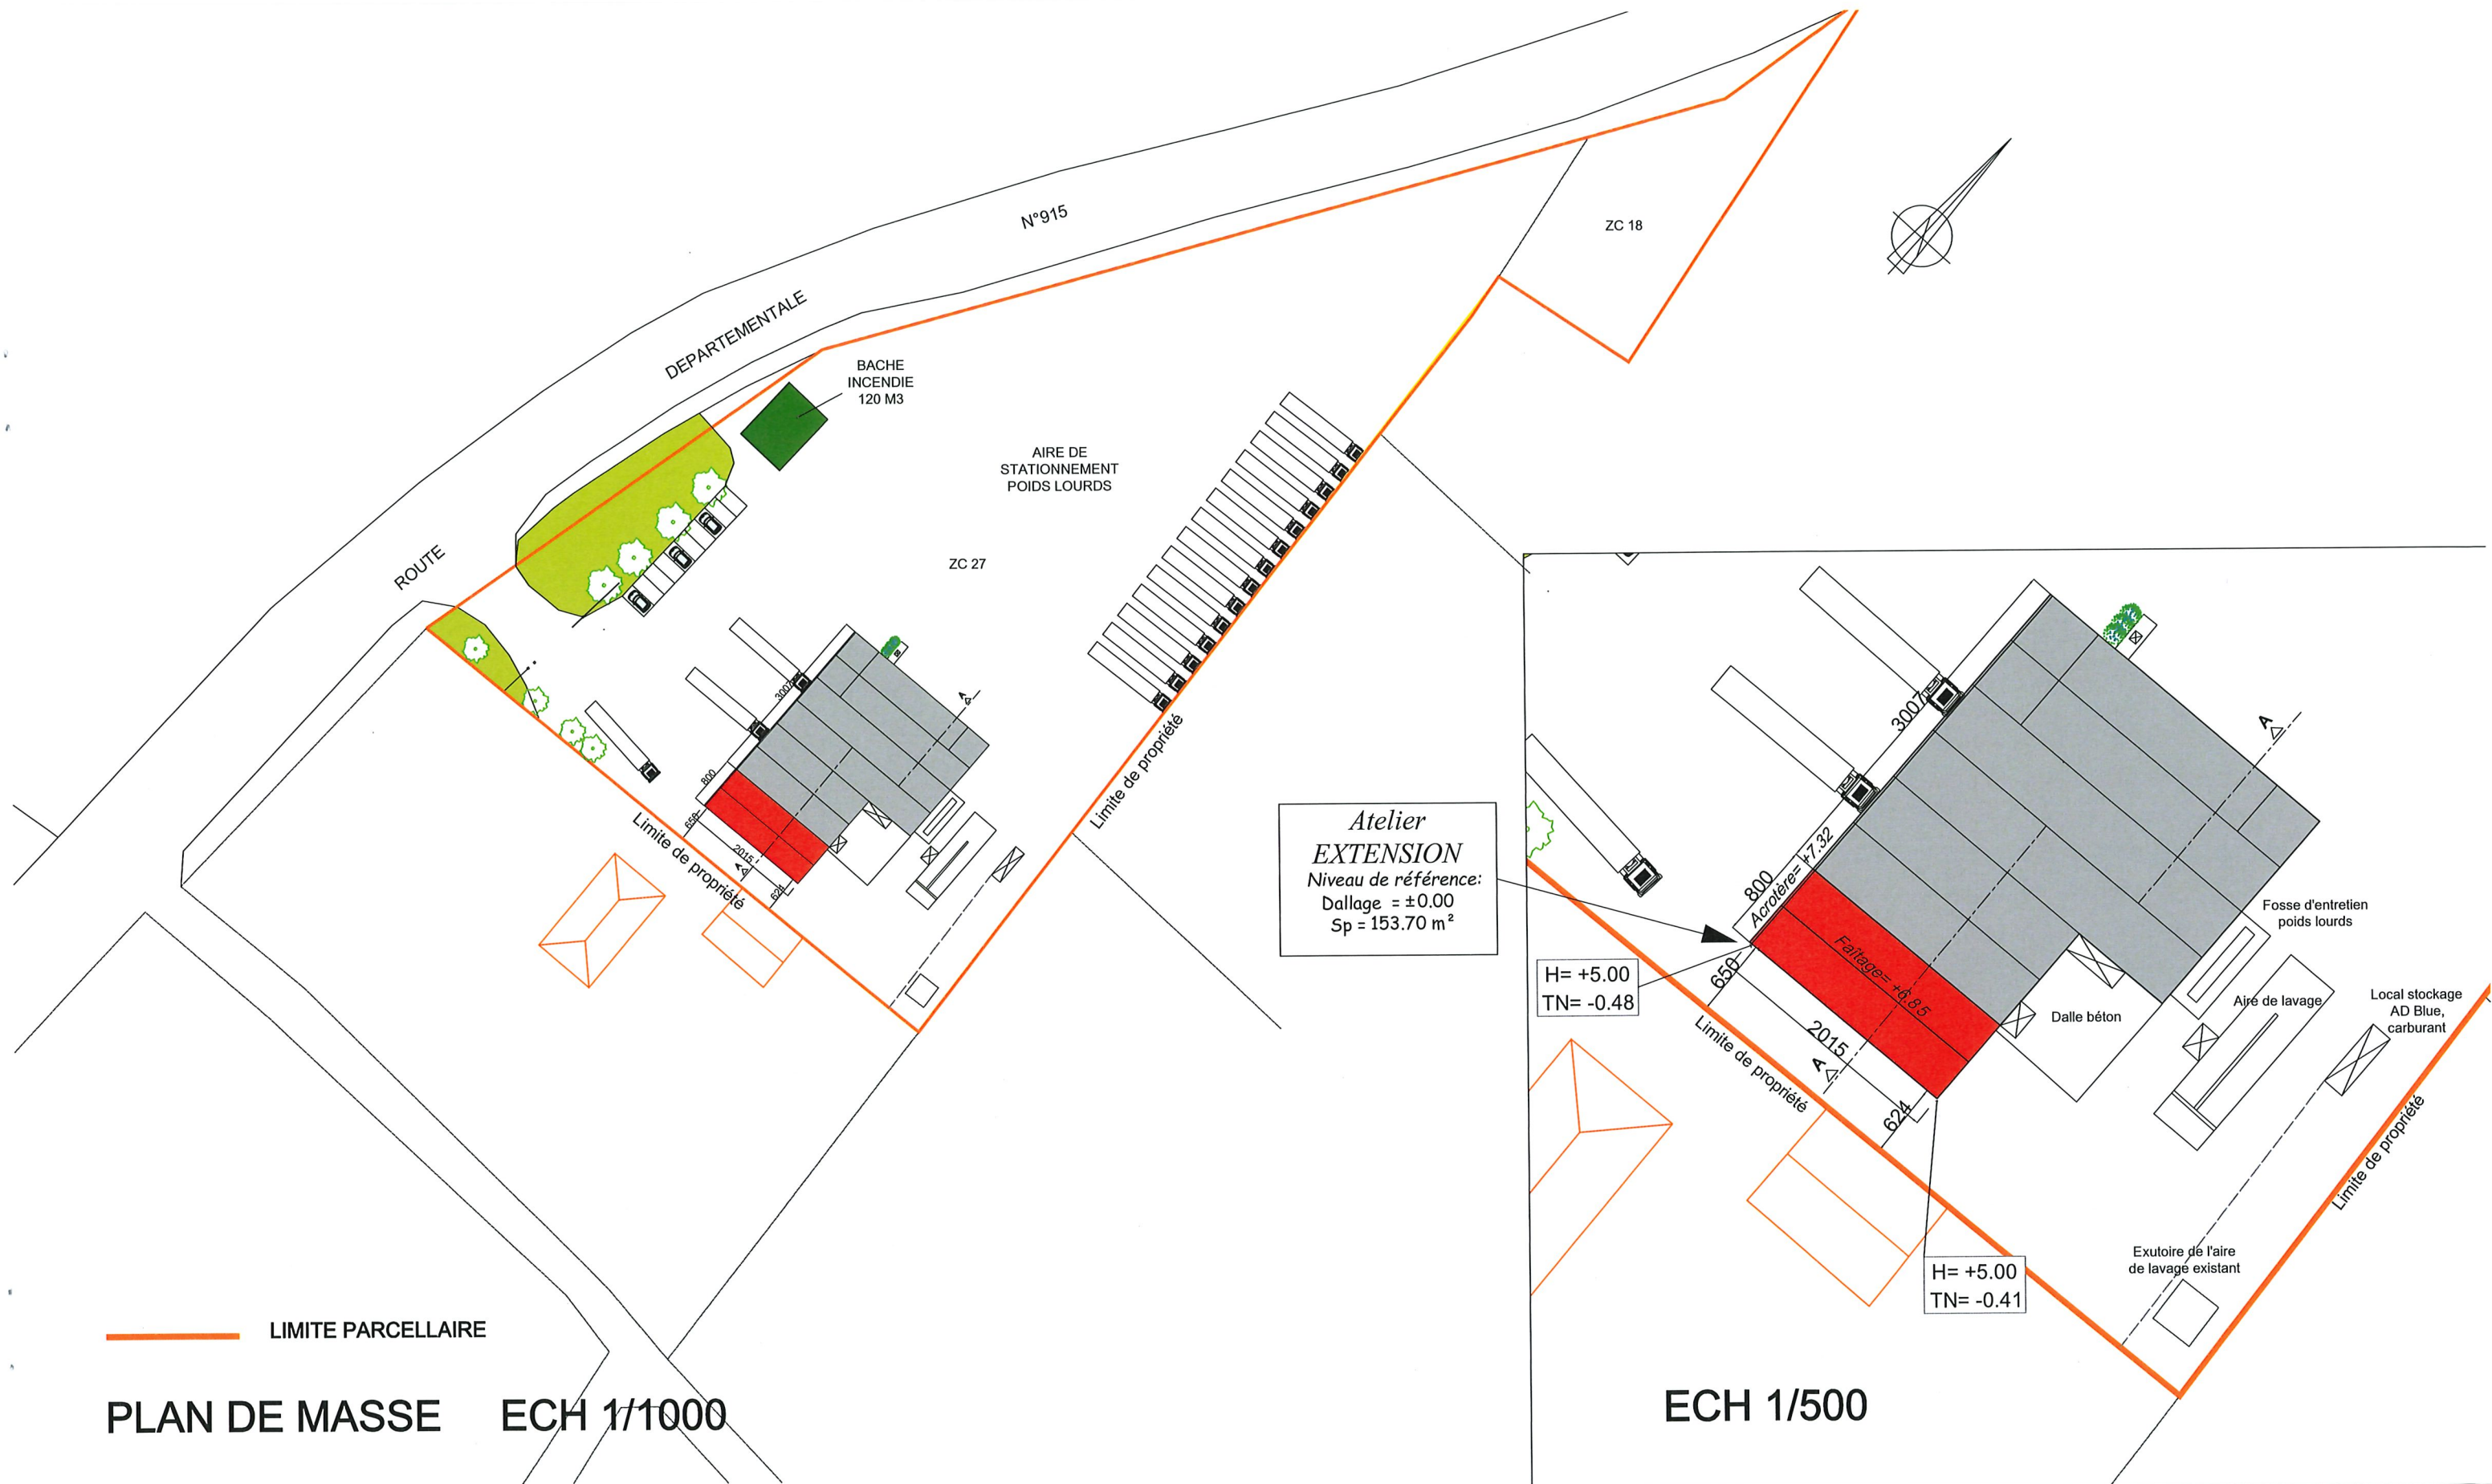 N°915
DEPARTEMENTALE
ROUTE
ZC 18
BACHE
INCENDIE
120 M3
AIRE DE
STATIONNEMENT
POIDS LOURDS
ZC 27
3007
A
800
650
2015
A
624
Limite de propriété
Limite de propriété
Atelier
EXTENSION
Niveau de référence:
Dallage = ±0.00
Sp = 153.70 m²
3007
A
800
Acrotère= +7.32
Faîtage= +6.85
H= +5.00
TN= -0.48
650
2015
A
624
Limite de propriété
Fosse d'entretien
poids lourds
Aire de lavage
Local stockage
AD Blue,
carburant
Dalle béton
Limite de propriété
Exutoire de l'aire
de lavage existant
H= +5.00
TN= -0.41
LIMITE PARCELLAIRE
PLAN DE MASSE ECH 1/1000
ECH 1/500